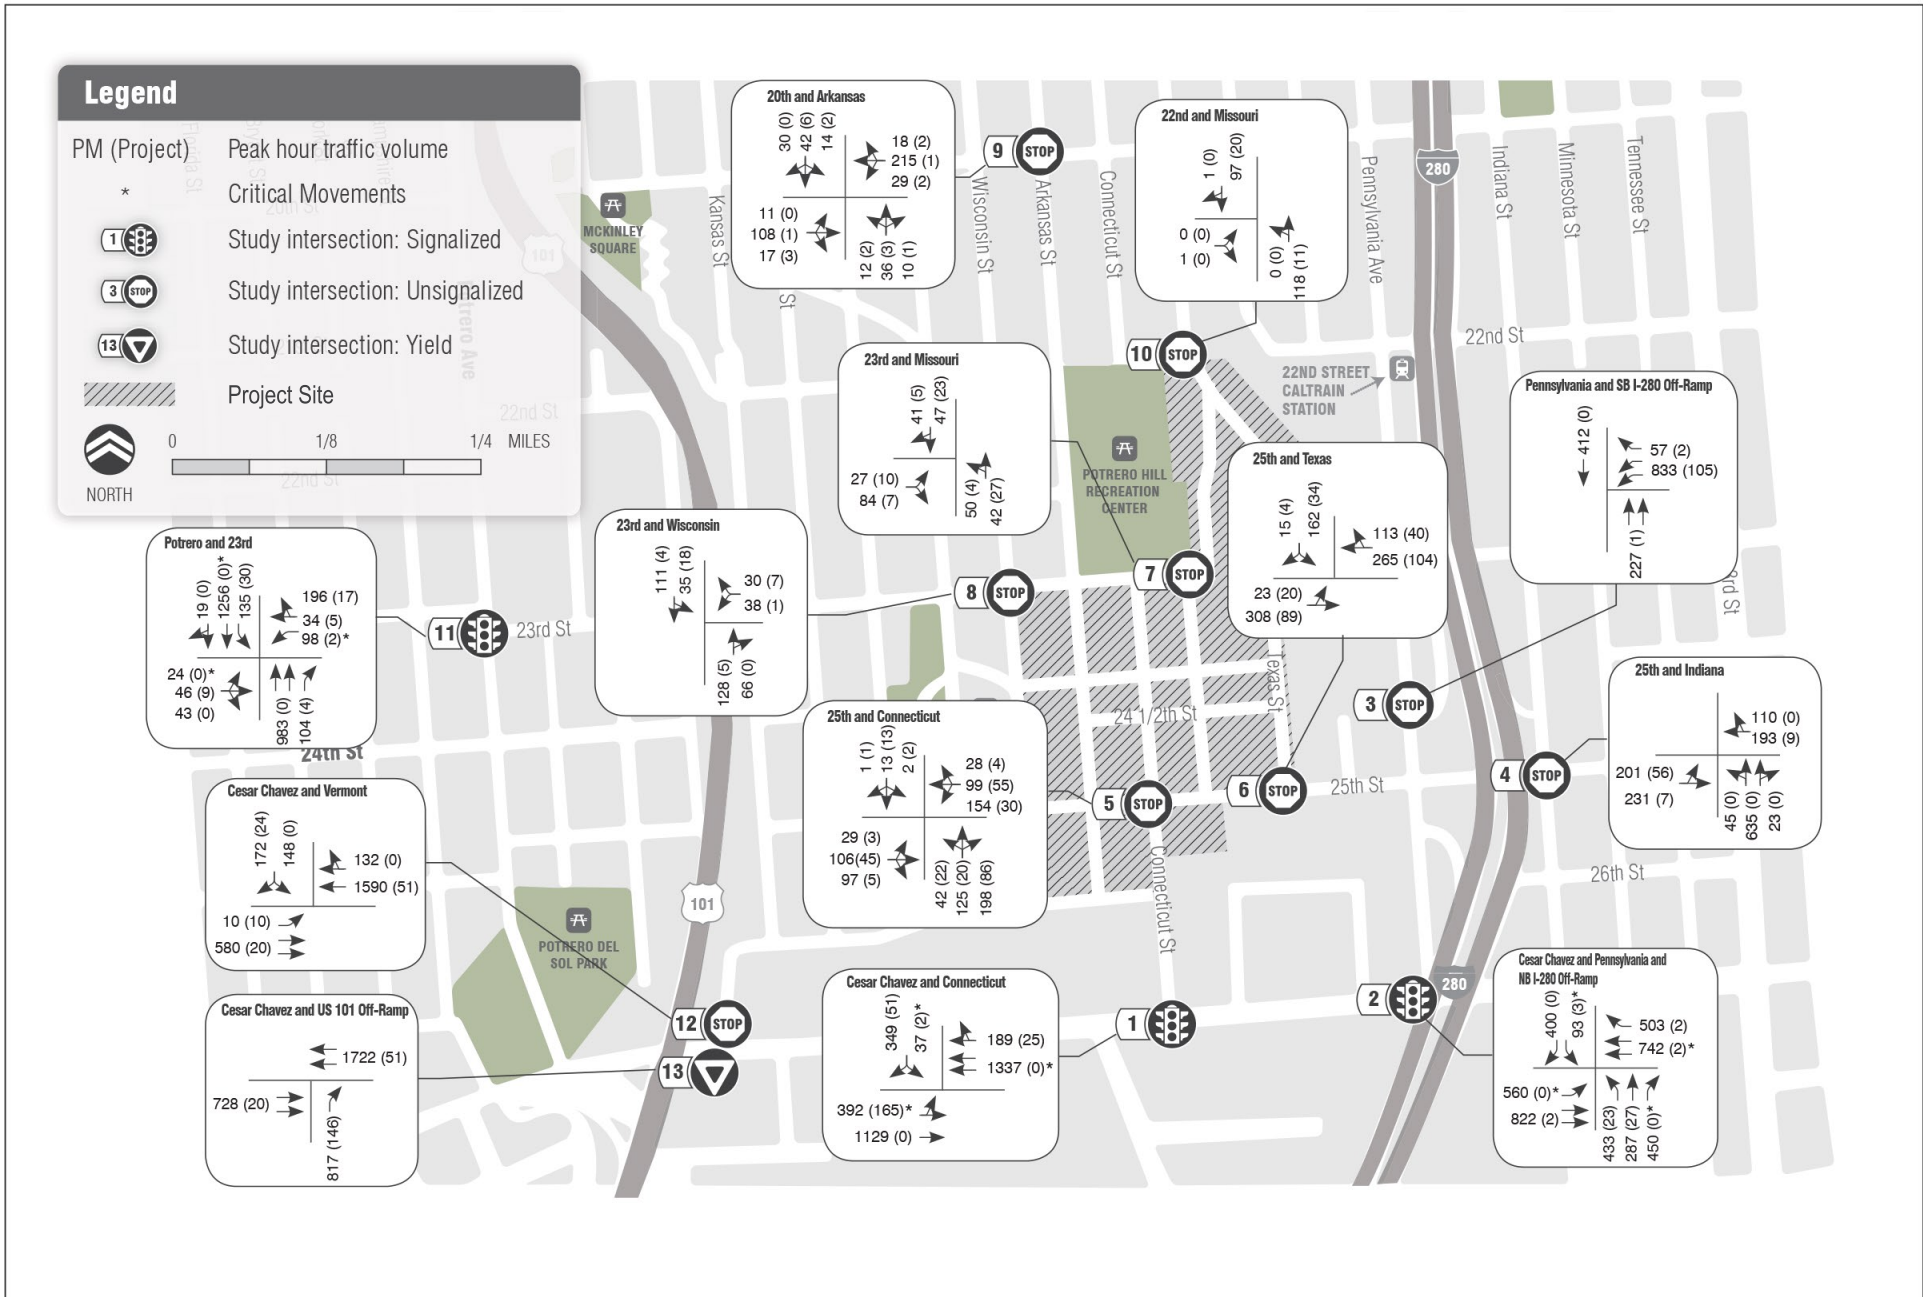 Legend
PM (Project) Peak hour traffic volume
* Critical Movements
1 Study intersection: Signalized
3 STOP Study intersection: Unsignalized
13 Study intersection: Yield
Project Site
NORTH
0 1/8 1/4 MILES
20th St
22nd St
22nd St
101
20th and Arkansas
30 (0)
42 (6)
14 (2)
18 (2)
215 (1)
29 (2)
11 (0)
108 (1)
17 (3)
12 (2)
36 (3)
10 (1)
9 STOP
22nd and Missouri
1 (0)
97 (20)
0 (0)
1 (0)
0 (0)
118 (11)
10 STOP
MCKINLEY
SQUARE
Kansas St
St
Wisconsin St
Arkansas St
Connecticut St
Pennsylvania Ave
280
Indiana St
Minnesota St
Tennessee St
22nd St
22ND STREET
CALTRAIN
STATION
POTRERO HILL
RECREATION
CENTER
23rd and Missouri
41 (5)
47 (23)
27 (10)
84 (7)
50 (4)
42 (27)
7 STOP
25th and Texas
15 (4)
162 (34)
113 (40)
265 (104)
23 (20)
308 (89)
6 STOP
Pennsylvania and SB I-280 Off-Ramp
412 (0)
57 (2)
833 (105)
227 (1)
3 STOP
3rd St
Potrero and 23rd
19 (0)
1256 (0)*
135 (30)
196 (17)
34 (5)
98 (2)*
24 (0)*
46 (9)
43 (0)
983 (0)
104 (4)
11
23rd St
24th St
23rd and Wisconsin
111 (4)
35 (18)
30 (7)
38 (1)
128 (5)
66 (0)
8 STOP
Texas St
24 1/2th St
25th St
26th St
Connecticut St
25th and Indiana
110 (0)
193 (9)
201 (56)
231 (7)
45 (0)
635 (0)
23 (0)
4 STOP
25th and Connecticut
1 (1)
13 (13)
2 (2)
28 (4)
99 (55)
154 (30)
29 (3)
106(45)
97 (5)
42 (22)
125 (20)
198 (86)
5 STOP
Cesar Chavez and Vermont
172 (24)
148 (0)
132 (0)
1590 (51)
10 (10)
580 (20)
12 STOP
POTRERO DEL
SOL PARK
101
Cesar Chavez and US 101 Off-Ramp
1722 (51)
728 (20)
817 (146)
13
Cesar Chavez and Connecticut
349 (51)
37 (2)*
189 (25)
1337 (0)*
392 (165)*
1129 (0)
1
Cesar Chavez and Pennsylvania and
NB I-280 Off-Ramp
400 (0)
93 (3)*
503 (2)
742 (2)*
560 (0)*
822 (2)
433 (23)
287 (27)
450 (0)*
2
280